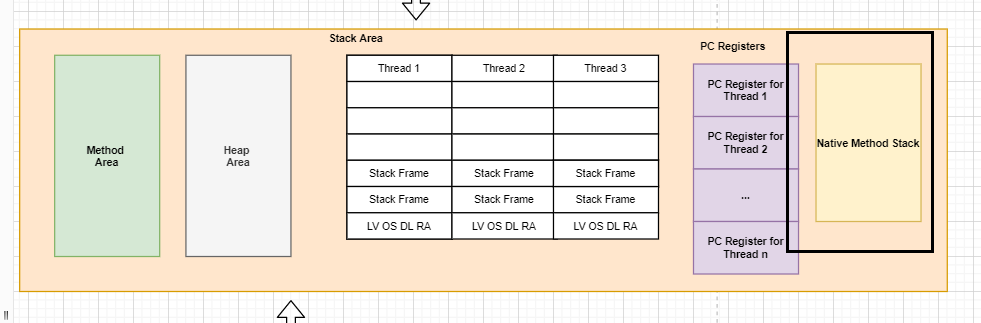 Stack Area
PC Registers
Method
Area
Heap
Area
Thread 1
Thread 2
Thread 3
Stack Frame
Stack Frame
Stack Frame
Stack Frame
Stack Frame
Stack Frame
LV OS DL RA
LV OS DL RA
LV OS DL RA
PC Register for
Thread 1
PC Register for
Thread 2
...
PC Register for
Thread n
Native Method Stack